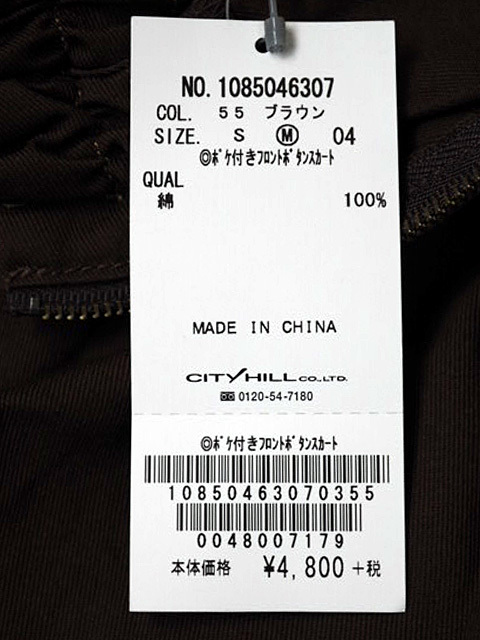 NO. 1085046307
COL. 55 ブラウン
SIZE. S Ⓜ 04
◎ﾎﾟｹ付きﾌﾛﾝﾄﾎﾞﾀﾝｽｶｰﾄ
QUAL
綿 100%
MADE IN CHINA
CITY HILL CO.,LTD.
0120-54-7180
◎ﾎﾟｹ付きﾌﾛﾝﾄﾎﾞﾀﾝｽｶｰﾄ
10850463070355
0048007179
本体価格 ¥4,800 +税